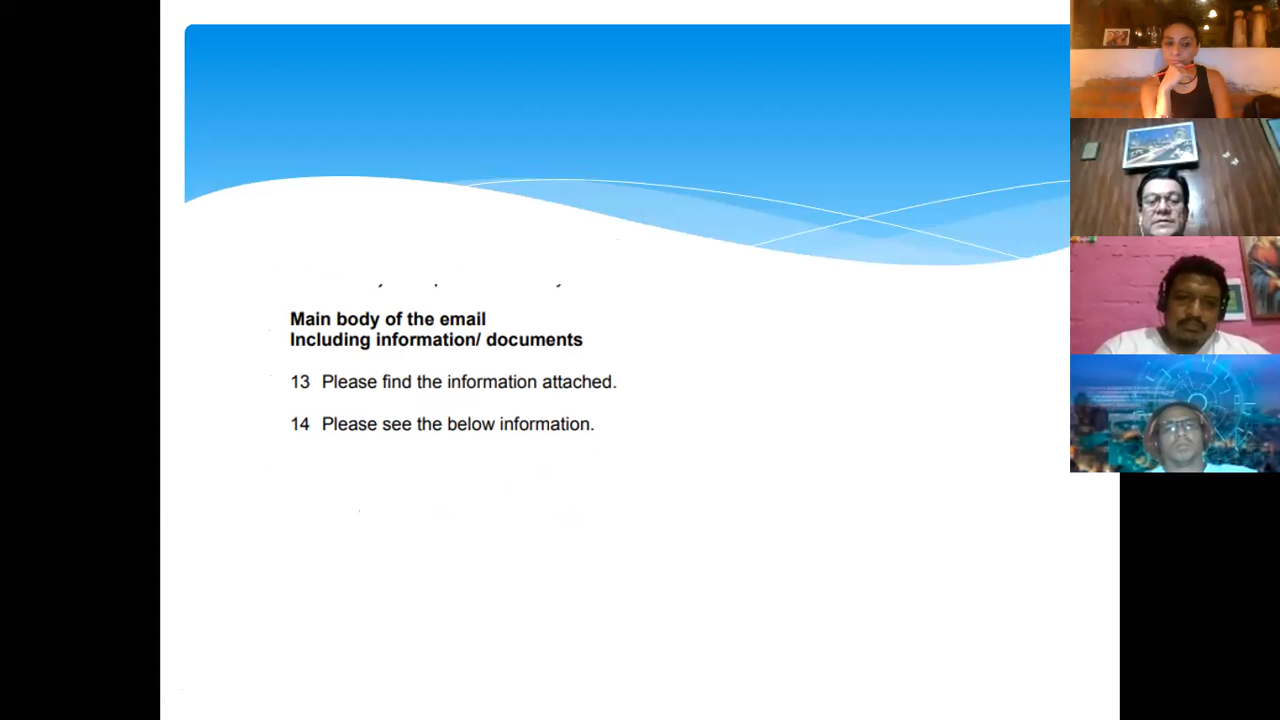 Main body of the email
Including information/ documents
13 Please find the information attached.
14 Please see the below information.